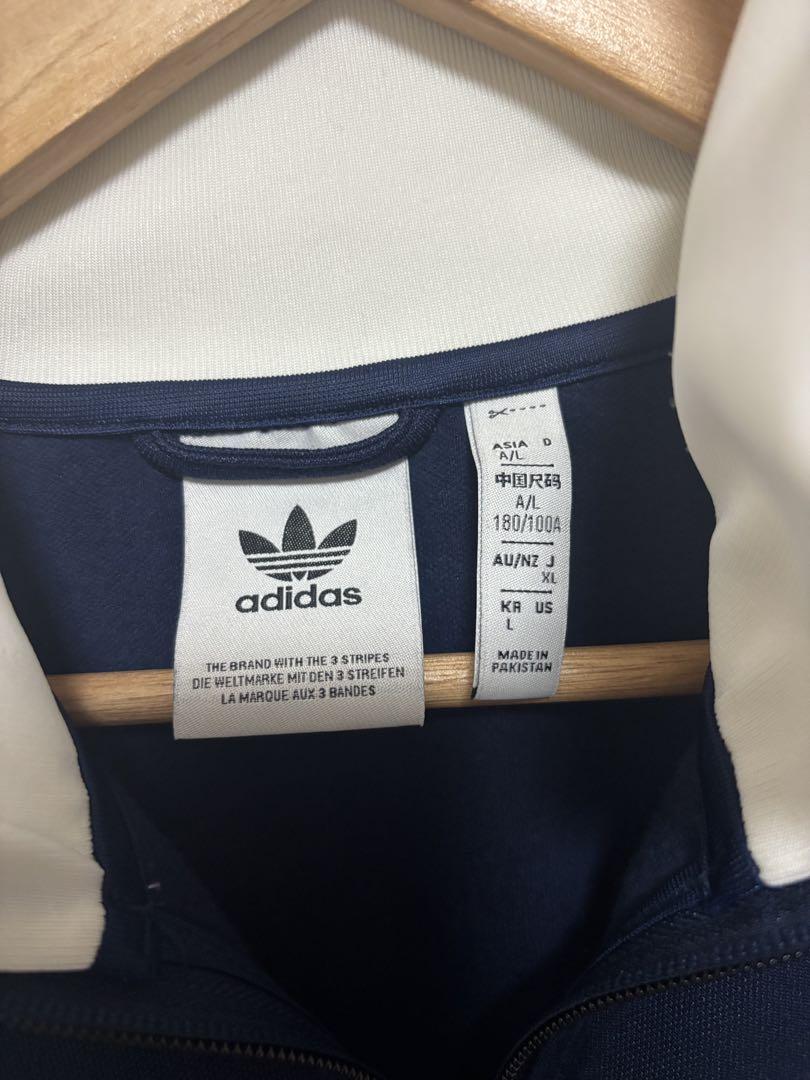 adidas
THE BRAND WITH THE 3 STRIPES
DIE WELTMARKE MIT DEN 3 STREIFEN
LA MARQUE AUX 3 BANDES
ASIA D
A/L
中国尺码
A/L
180/100A
AU/NZ J
XL
KR US
L
MADE IN
PAKISTAN